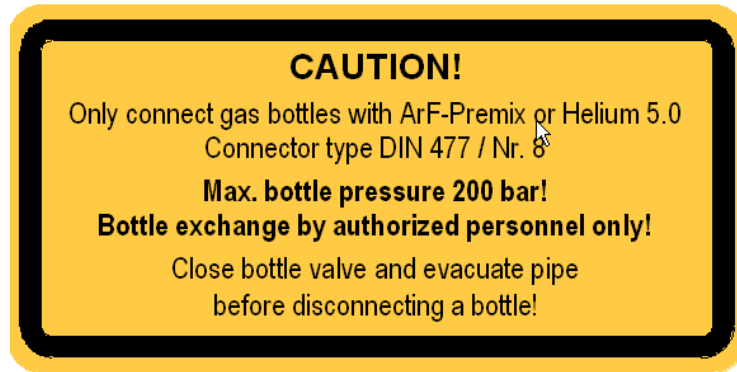 CAUTION!
Only connect gas bottles with ArF-Premix or Helium 5.0
Connector type DIN 477 / Nr. 8
Max. bottle pressure 200 bar!
Bottle exchange by authorized personnel only!
Close bottle valve and evacuate pipe
before disconnecting a bottle!